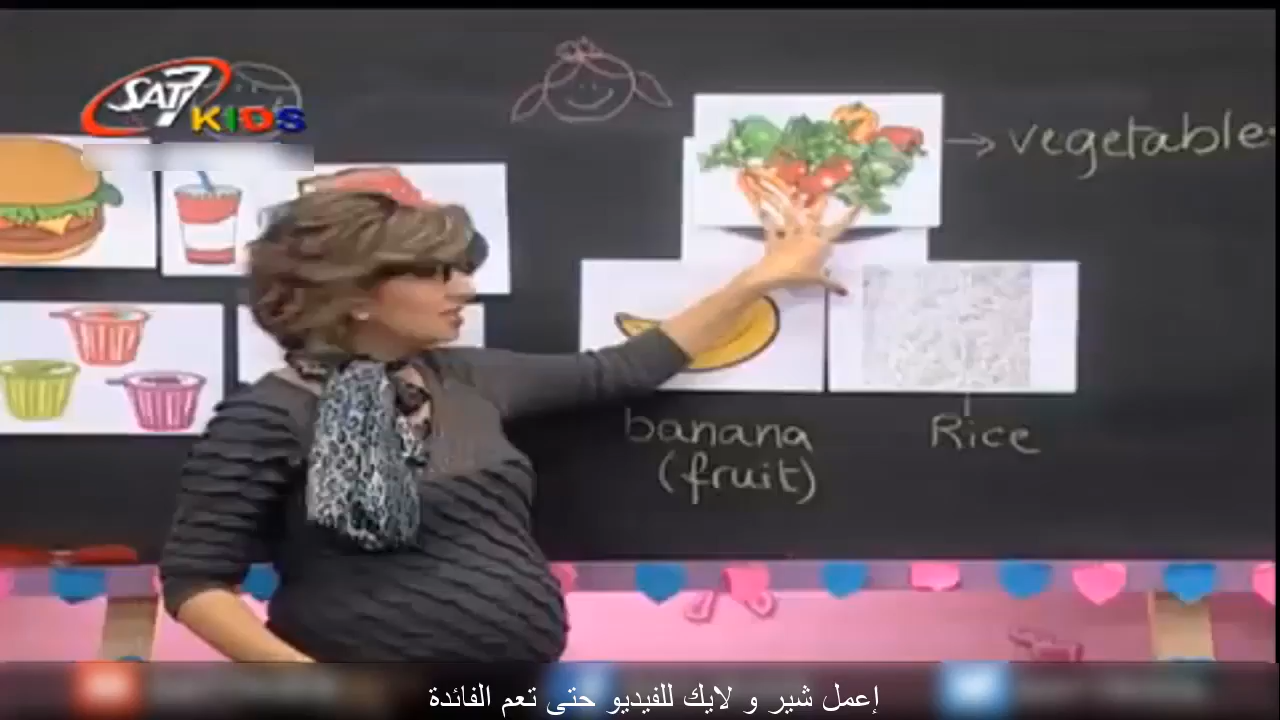 SAT7
KIDS
vegetable
banana
(fruit)
Rice
إعمل شير و لايك للفيديو حتى تعم الفائدة